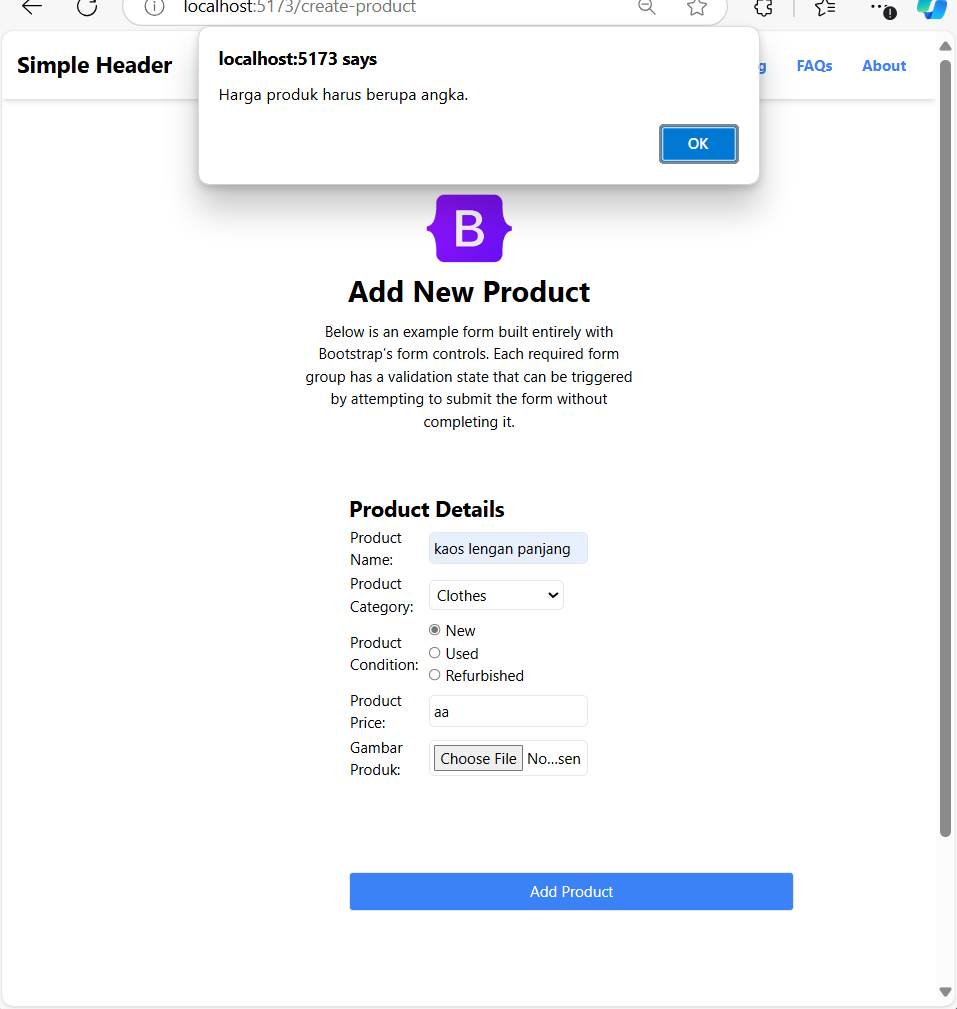 localhost:5173/create-product
Simple Header
localhost:5173 says
Harga produk harus berupa angka.
OK
g
FAQs
About
B
Add New Product
Below is an example form built entirely with
Bootstrap’s form controls. Each required form
group has a validation state that can be triggered
by attempting to submit the form without
completing it.
Product Details
Product
Name:
kaos lengan panjang
Product
Category:
Clothes
Product
Condition:
New
Used
Refurbished
Product
Price:
aa
Gambar
Produk:
Choose File No...sen
Add Product